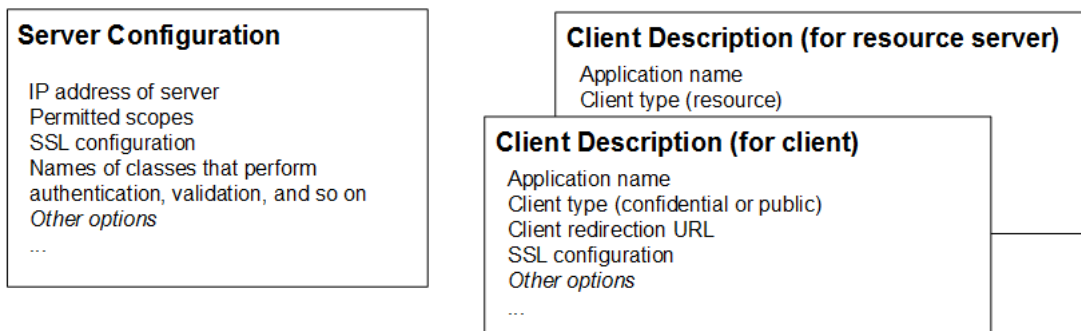 Server Configuration
IP address of server
Permitted scopes
SSL configuration
Names of classes that perform
authentication, validation, and so on
Other options
...
Client Description (for resource server)
Application name
Client type (resource)
Client Description (for client)
Application name
Client type (confidential or public)
Client redirection URL
SSL configuration
Other options
...